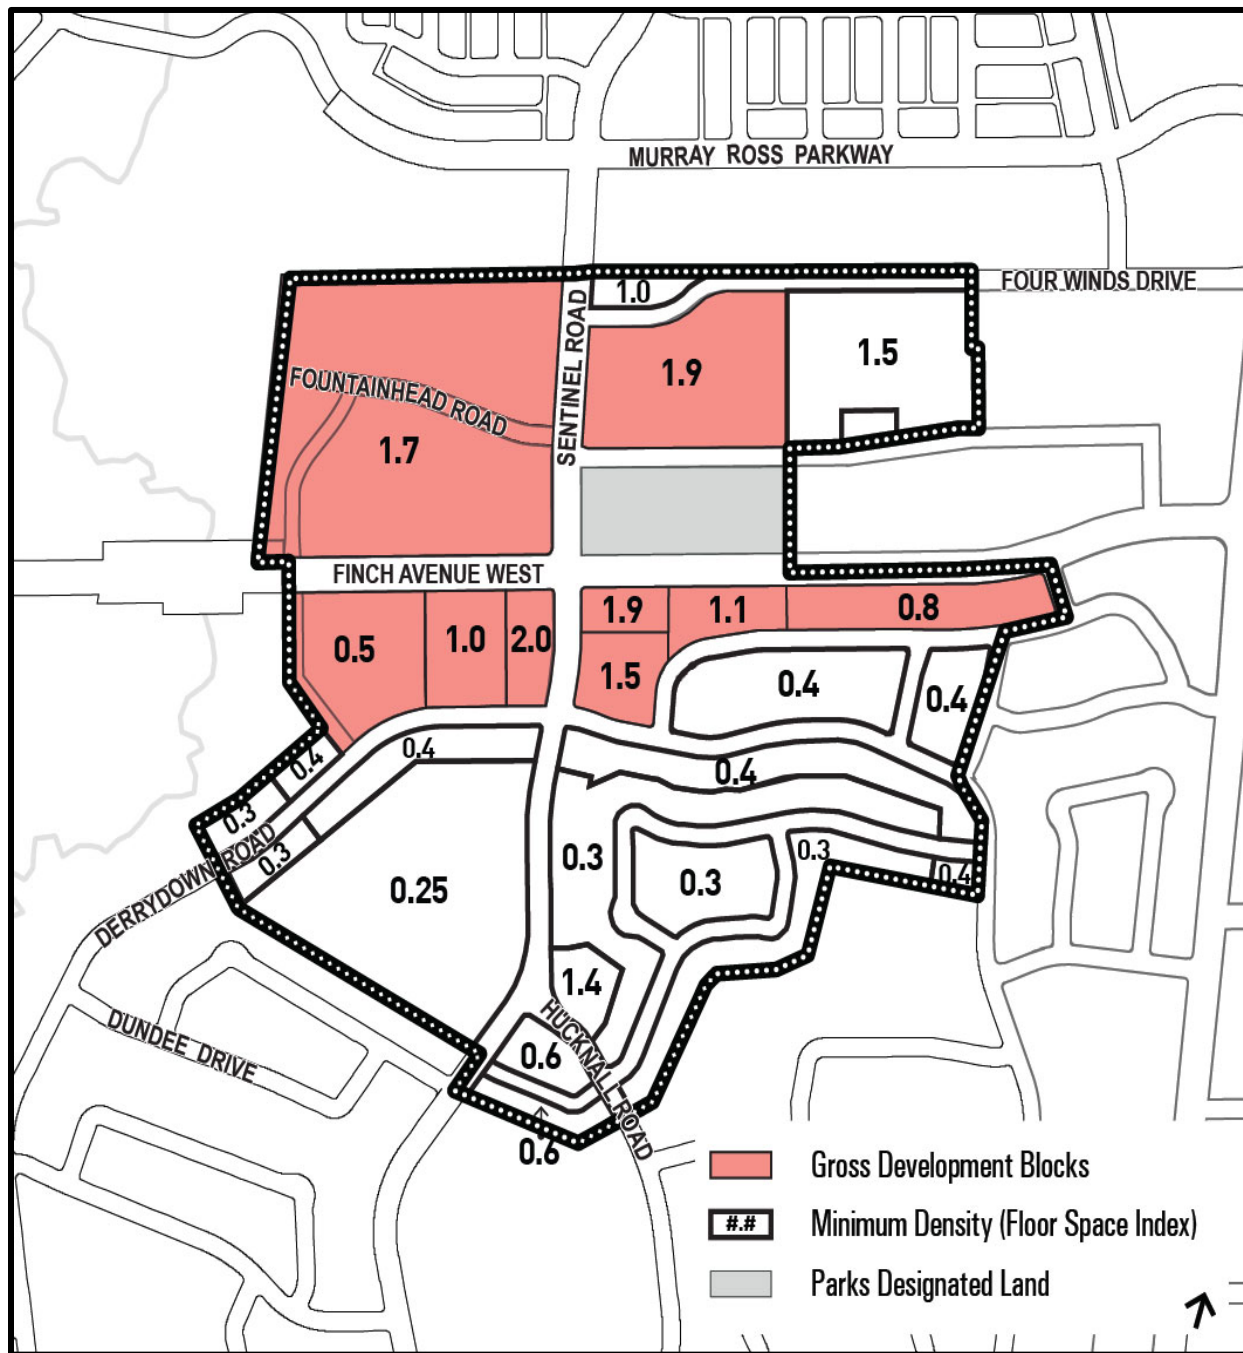 MURRAY ROSS PARKWAY
FOUR WINDS DRIVE
1.0
SENTINEL ROAD
1.9
1.5
FOUNTAINHEAD ROAD
1.7
FINCH AVENUE WEST
0.5
1.0
2.0
1.9
1.1
0.8
1.5
0.4
0.4
0.4
0.4
0.4
0.3
0.3
DERRYDOWN ROAD
0.25
0.3
0.3
0.3
0.4
1.4
HUCKNALL ROAD
DUNDEE DRIVE
0.6
0.6
Gross Development Blocks
#.# Minimum Density (Floor Space Index)
Parks Designated Land